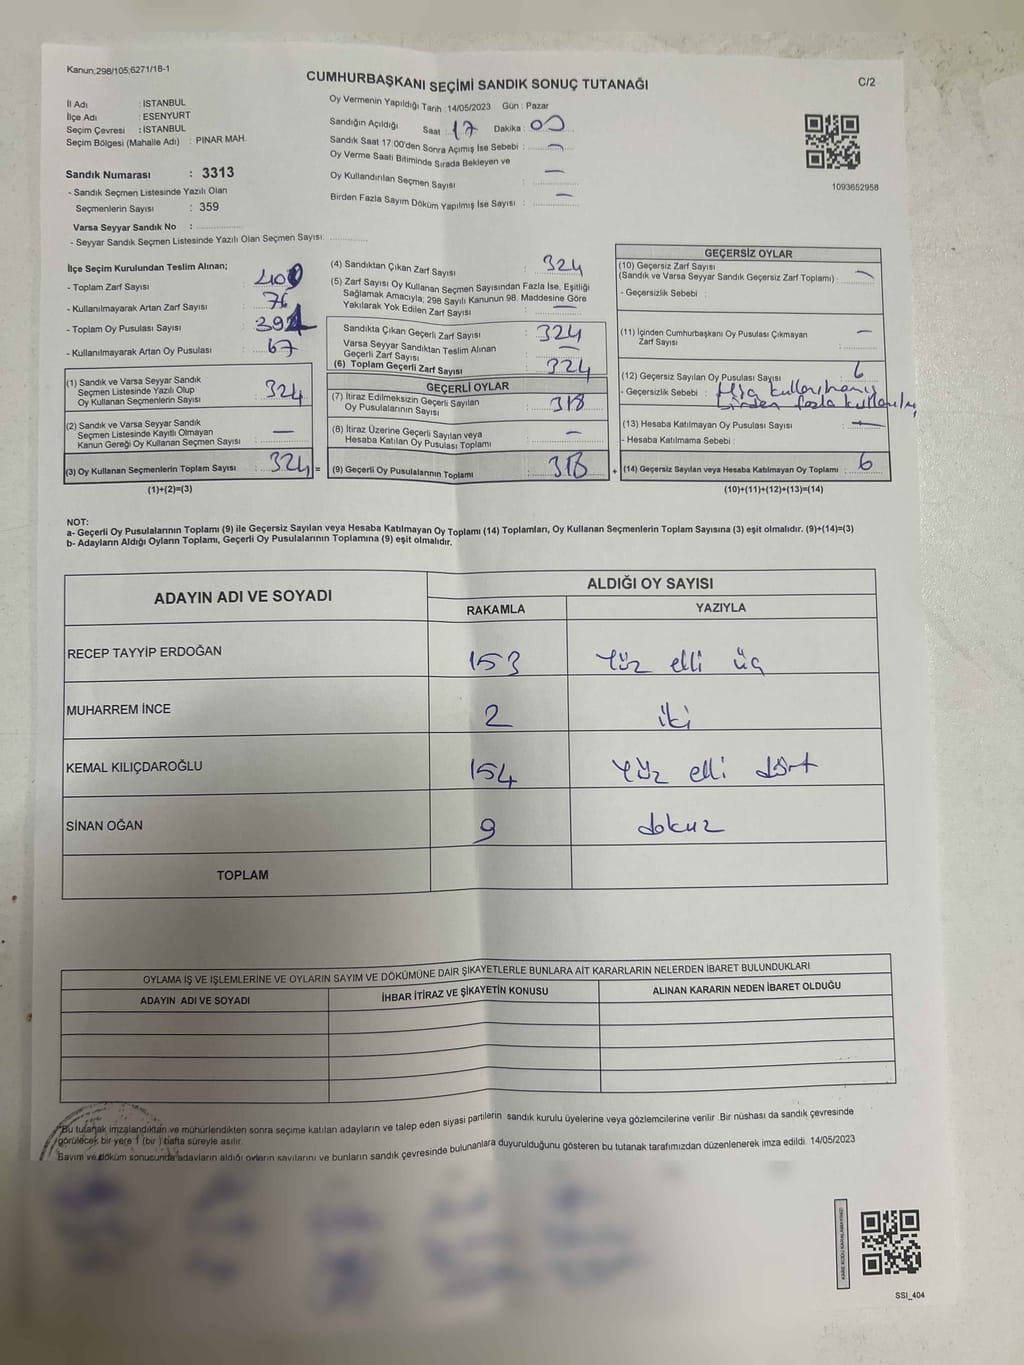 Kanun;298/105;6271/18-1
CUMHURBAŞKANI SEÇİMİ SANDIK SONUÇ TUTANAĞI
C/2
İl Adı : İSTANBUL
İlçe Adı : ESENYURT
Seçim Çevresi : İSTANBUL
Seçim Bölgesi (Mahalle Adı) : PINAR MAH.
Sandık Numarası : 3313
- Sandık Seçmen Listesinde Yazılı Olan
Seçmenlerin Sayısı : 359
Varsa Seyyar Sandık No :
- Seyyar Sandık Seçmen Listesinde Yazılı Olan Seçmen Sayısı:
Oy Vermenin Yapıldığı Tarih : 14/05/2023 Gün : Pazar
Sandığın Açıldığı Saat : 17 Dakika : 00
Sandık Saat 17:00'den Sonra Açımış İse Sebebi : —
Oy Verme Saati Bitiminde Sırada Bekleyen ve
Oy Kullandırılan Seçmen Sayısı : —
Birden Fazla Sayım Döküm Yapılmış İse Sayısı : —
1093652958
İlçe Seçim Kurulundan Teslim Alınan;
- Toplam Zarf Sayısı : 400
- Kullanılmayarak Artan Zarf Sayısı : 76
- Toplam Oy Pusulası Sayısı : 391
- Kullanılmayarak Artan Oy Pusulası : 67
(1) Sandık ve Varsa Seyyar Sandık
Seçmen Listesinde Yazılı Olup
Oy Kullanan Seçmenlerin Sayısı : 324
(2) Sandık ve Varsa Seyyar Sandık
Seçmen Listesinde Kayıtlı Olmayan
Kanun Gereği Oy Kullanan Seçmen Sayısı : —
(3) Oy Kullanan Seçmenlerin Toplam Sayısı : 324 =
(1)+(2)=(3)
(4) Sandıktan Çıkan Zarf Sayısı : 324
(5) Zarf Sayısı Oy Kullanan Seçmen Sayısından Fazla İse, Eşitliği
Sağlamak Amacıyla, 298 Sayılı Kanunun 98. Maddesine Göre
Yakılarak Yok Edilen Zarf Sayısı : —
Sandıkta Çıkan Geçerli Zarf Sayısı : 324
Varsa Seyyar Sandıktan Teslim Alınan
Geçerli Zarf Sayısı : —
(6) Toplam Geçerli Zarf Sayısı : 324
GEÇERLİ OYLAR
(7) İtiraz Edilmeksizin Geçerli Sayılan
Oy Pusulalarının Sayısı : 318
(8) İtiraz Üzerine Geçerli Sayılan veya
Hesaba Katılan Oy Pusulası Toplamı : —
(9) Geçerli Oy Pusulalarının Toplamı : 318 +
GEÇERSİZ OYLAR
(10) Geçersiz Zarf Sayısı
(Sandık ve Varsa Seyyar Sandık Geçersiz Zarf Toplamı) : —
- Geçersizlik Sebebi :
(11) İçinden Cumhurbaşkanı Oy Pusulası Çıkmayan
Zarf Sayısı : —
(12) Geçersiz Sayılan Oy Pusulası Sayısı : 6
- Geçersizlik Sebebi :
Birden fazla
(13) Hesaba Katılmayan Oy Pusulası Sayısı : —
- Hesaba Katılmama Sebebi :
(14) Geçersiz Sayılan veya Hesaba Katılmayan Oy Toplamı : 6
(10)+(11)+(12)+(13)=(14)
NOT:
a- Geçerli Oy Pusulalarının Toplamı (9) ile Geçersiz Sayılan veya Hesaba Katılmayan Oy Toplamı (14) Toplamları, Oy Kullanan Seçmenlerin Toplam Sayısına (3) eşit olmalıdır. (9)+(14)=(3)
b- Adayların Aldığı Oyların Toplamı, Geçerli Oy Pusulalarının Toplamına (9) eşit olmalıdır.
ADAYIN ADI VE SOYADI
ALDIĞI OY SAYISI
RAKAMLA YAZIYLA
RECEP TAYYİP ERDOĞAN 153 Yüz elli üç
MUHARREM İNCE 2 iki
KEMAL KILIÇDAROĞLU 154 Yüz elli dört
SİNAN OĞAN 9 dokuz
TOPLAM
OYLAMA İŞ VE İŞLEMLERİNE VE OYLARIN SAYIM VE DÖKÜMÜNE DAİR ŞİKAYETLERLE BUNLARA AİT KARARLARIN NELERDEN İBARET BULUNDUKLARI
ADAYIN ADI VE SOYADI İHBAR İTİRAZ VE ŞİKAYETİN KONUSU ALINAN KARARIN NEDEN İBARET OLDUĞU
Bu tutanak imzalandıktan ve mühürlendikten sonra seçime katılan adayların ve talep eden siyasi partilerin sandık kurulu üyelerine veya gözlemcilerine verilir .Bir nüshası da sandık çevresinde
görülecek bir yere 1 (bir ) hafta süreyle asılır.
Sayım ve döküm sonusunda adayların aldığı oyların sayılarını ve bunların sandık çevresinde bulunanlara duyurulduğunu gösteren bu tutanak tarafımızdan düzenlenerek imza edildi. 14/05/2023
KARE KODU KARALAMAYINIZ!
SSI_404